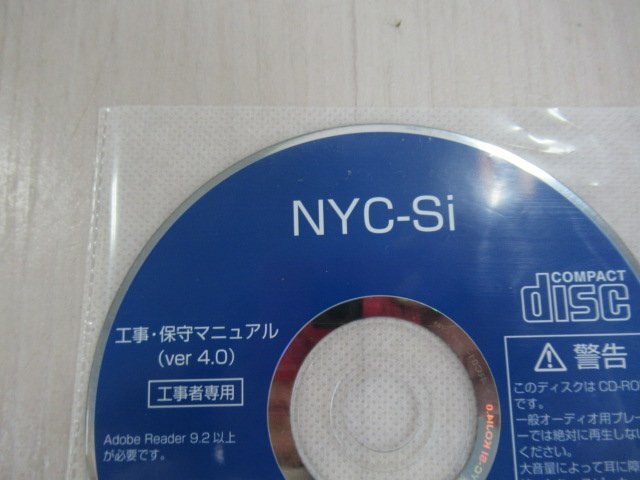 NYC-Si
COMPACT
disc
工事・保守マニュアル
(ver 4.0)
工事者専用
Adobe Reader 9.2 以上
が必要です。
⚠ 警告
このディスクは CD-RO
です。
一般オーディオ用プレー
ーでは絶対に再生しな
ください。
大音量によって耳に障